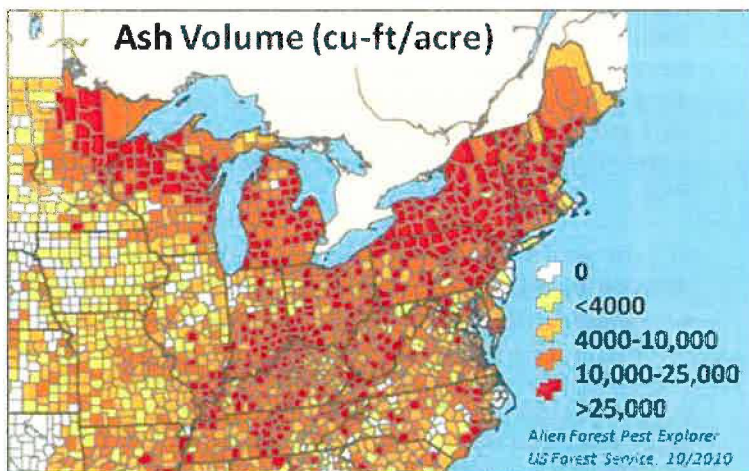 Ash Volume (cu-ft/acre)
0
<4000
4000-10,000
10,000-25,000
>25,000
Alien Forest Pest Explorer
US Forest Service, 10/2010